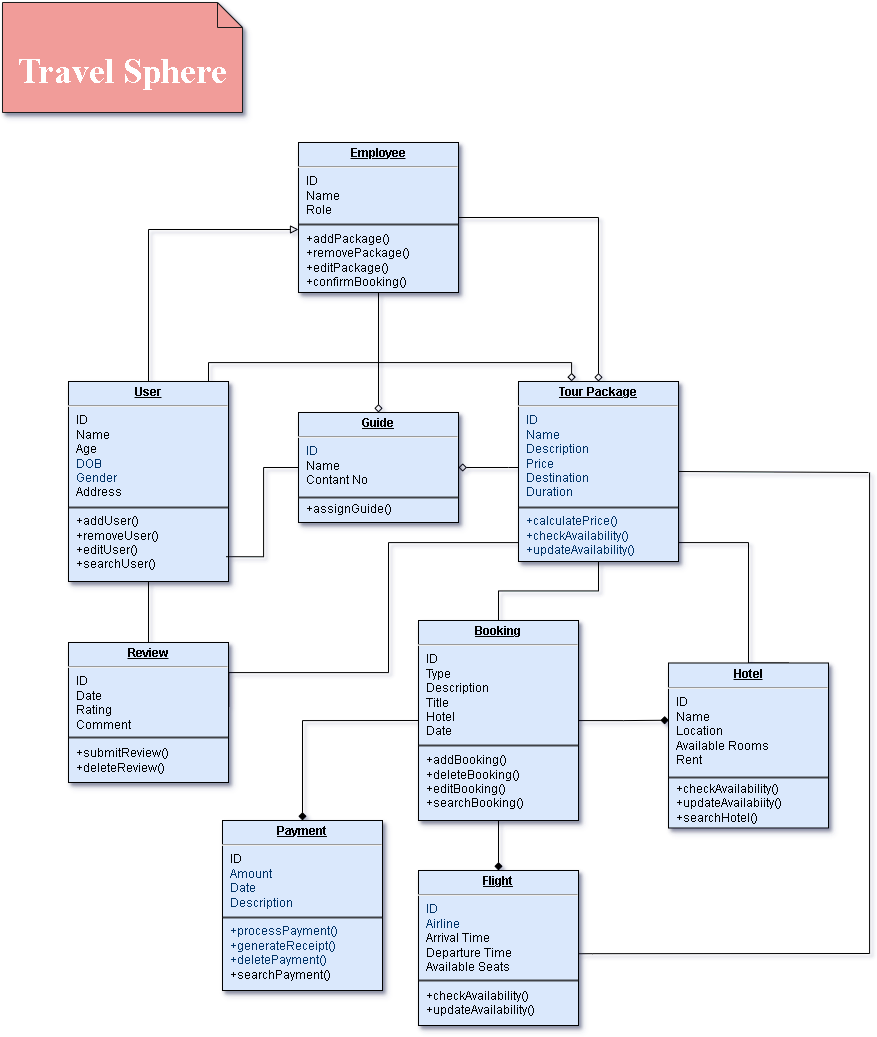 Travel Sphere
Employee
ID
Name
Role
+addPackage()
+removePackage()
+editPackage()
+confirmBooking()
User
ID
Name
Age
DOB
Gender
Address
+addUser()
+removeUser()
+editUser()
+searchUser()
Guide
ID
Name
Contant No
+assignGuide()
Tour Package
ID
Name
Description
Price
Destination
Duration
+calculatePrice()
+checkAvailability()
+updateAvailability()
Review
ID
Date
Rating
Comment
+submitReview()
+deleteReview()
Booking
ID
Type
Description
Title
Hotel
Date
+addBooking()
+deleteBooking()
+editBooking()
+searchBooking()
Hotel
ID
Name
Location
Available Rooms
Rent
+checkAvailability()
+updateAvailabiity()
+searchHotel()
Payment
ID
Amount
Date
Description
+processPayment()
+generateReceipt()
+deletePayment()
+searchPayment()
Flight
ID
Airline
Arrival Time
Departure Time
Available Seats
+checkAvailability()
+updateAvailability()